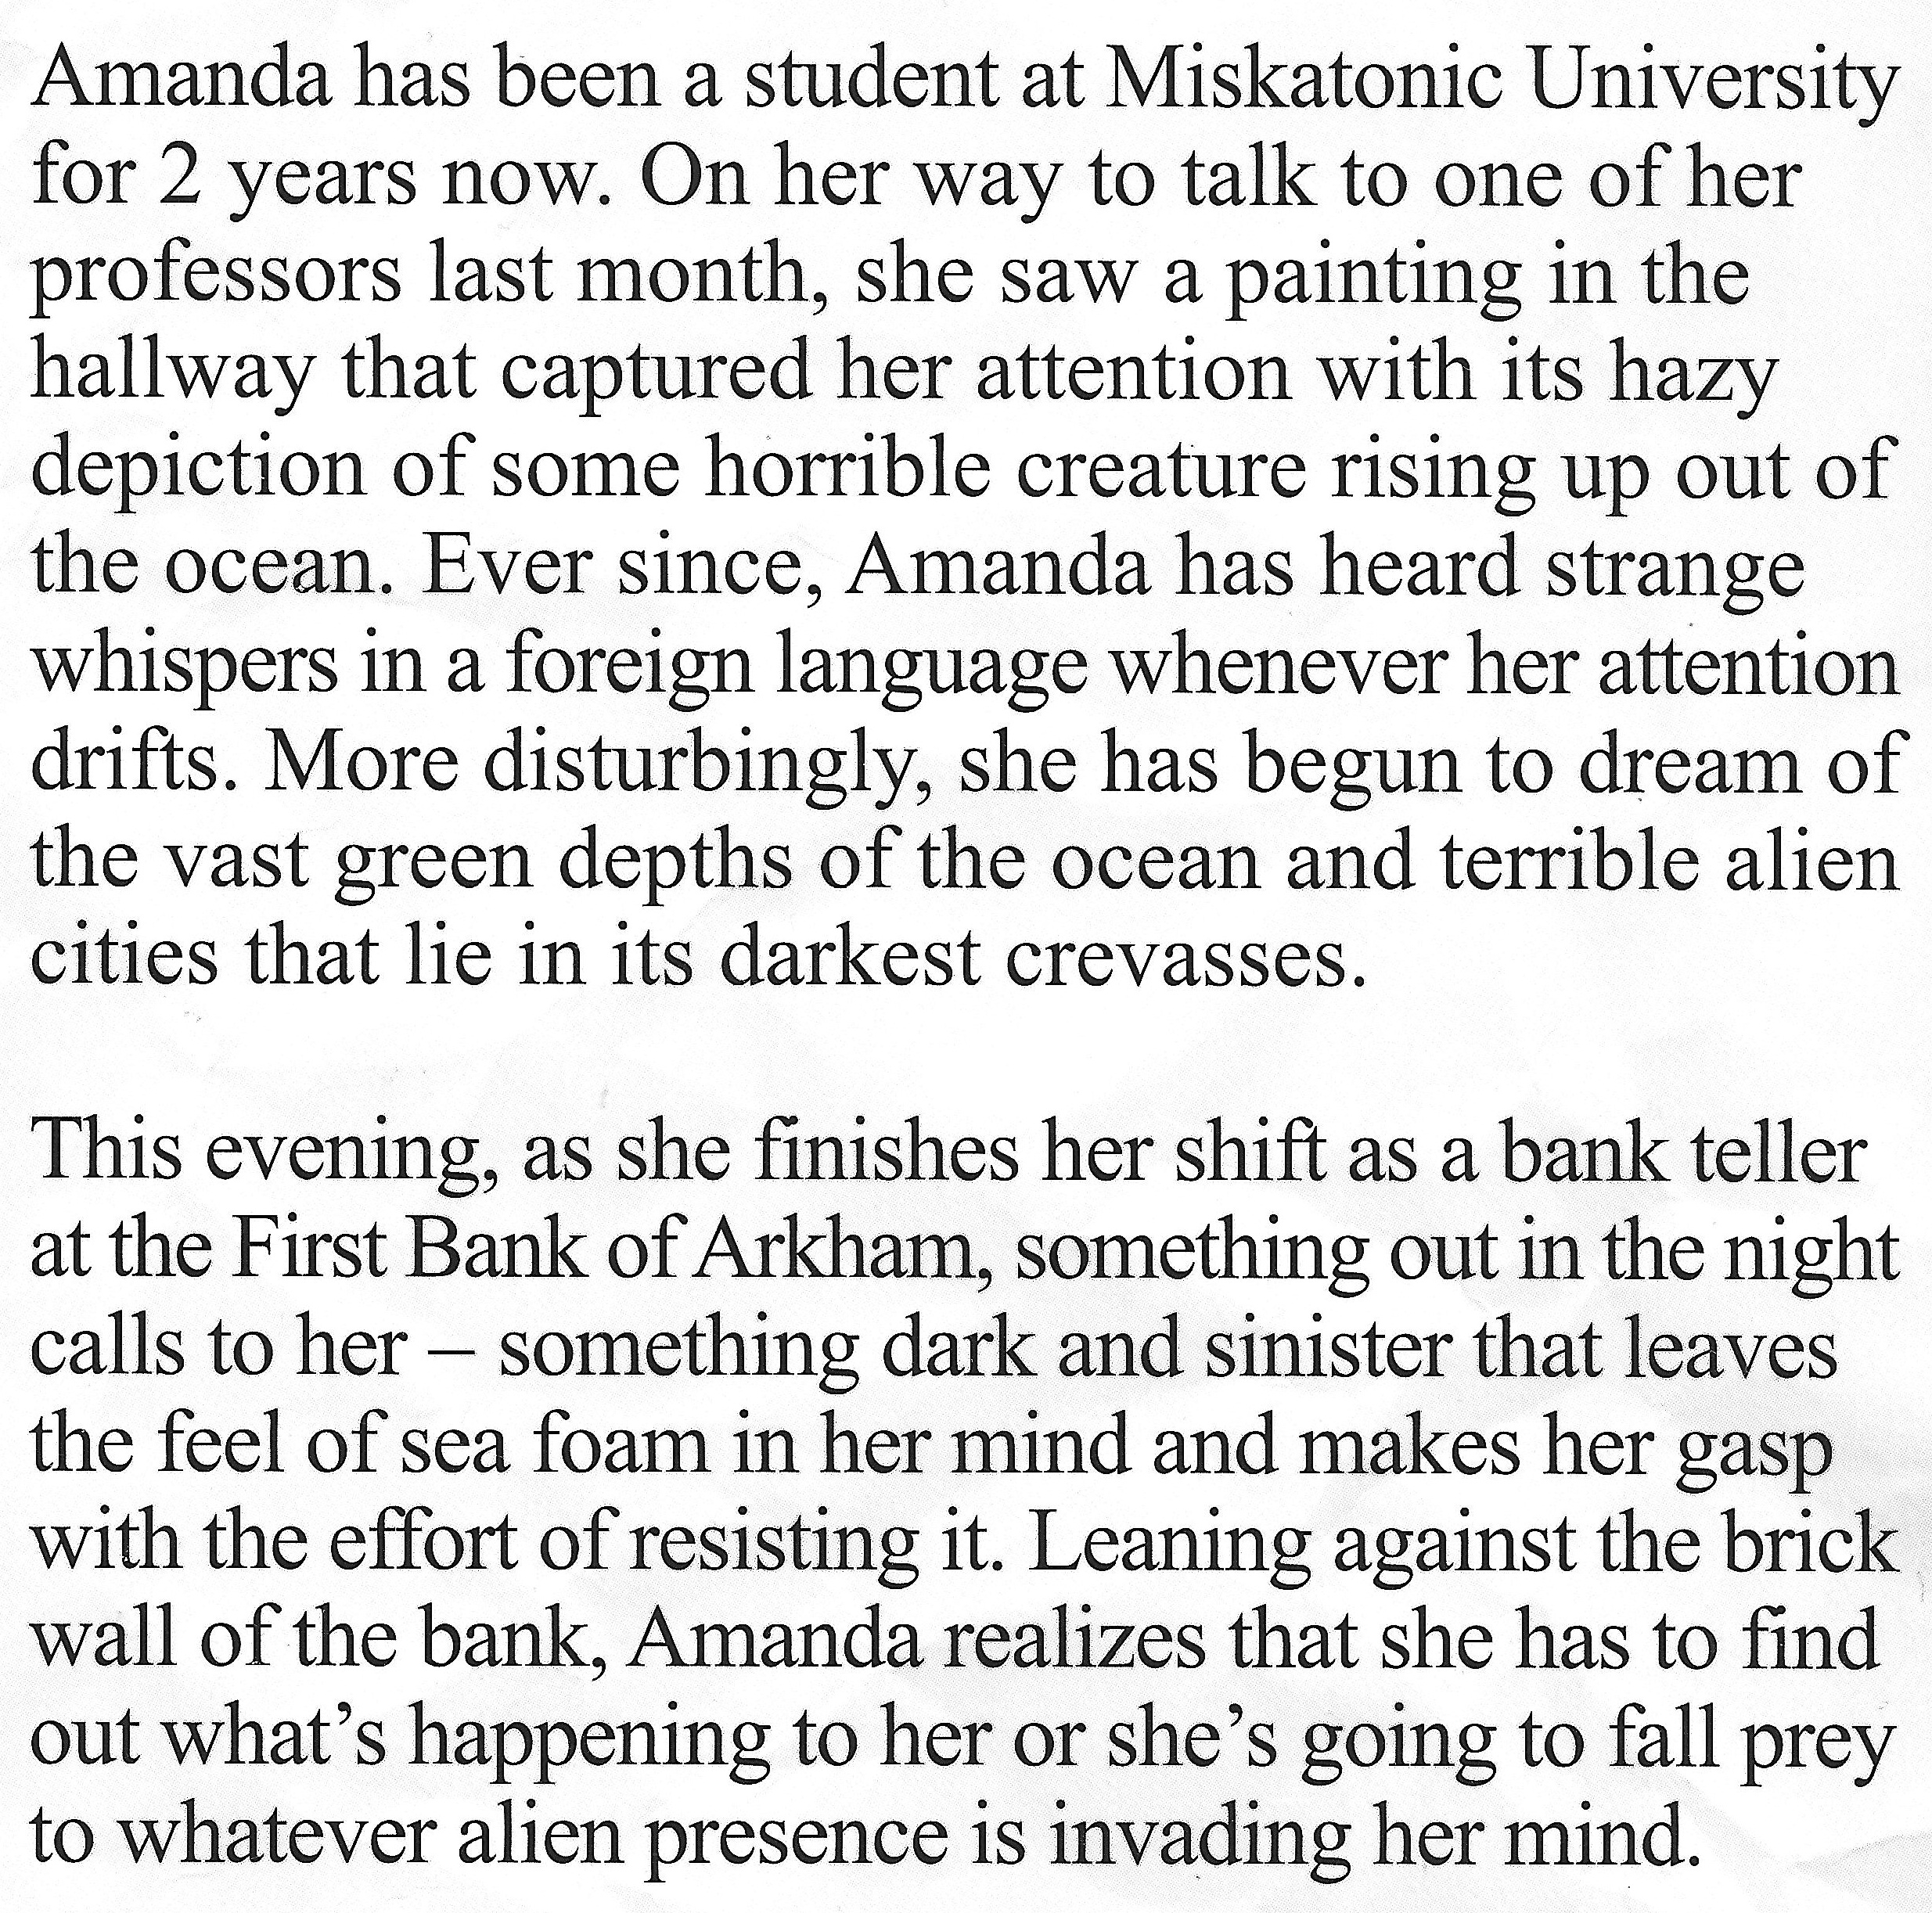 Amanda has been a student at Miskatonic University
for 2 years now. On her way to talk to one of her
professors last month, she saw a painting in the
hallway that captured her attention with its hazy
depiction of some horrible creature rising up out of
the ocean. Ever since, Amanda has heard strange
whispers in a foreign language whenever her attention
drifts. More disturbingly, she has begun to dream of
the vast green depths of the ocean and terrible alien
cities that lie in its darkest crevasses.

This evening, as she finishes her shift as a bank teller
at the First Bank of Arkham, something out in the night
calls to her – something dark and sinister that leaves
the feel of sea foam in her mind and makes her gasp
with the effort of resisting it. Leaning against the brick
wall of the bank, Amanda realizes that she has to find
out what’s happening to her or she’s going to fall prey
to whatever alien presence is invading her mind.